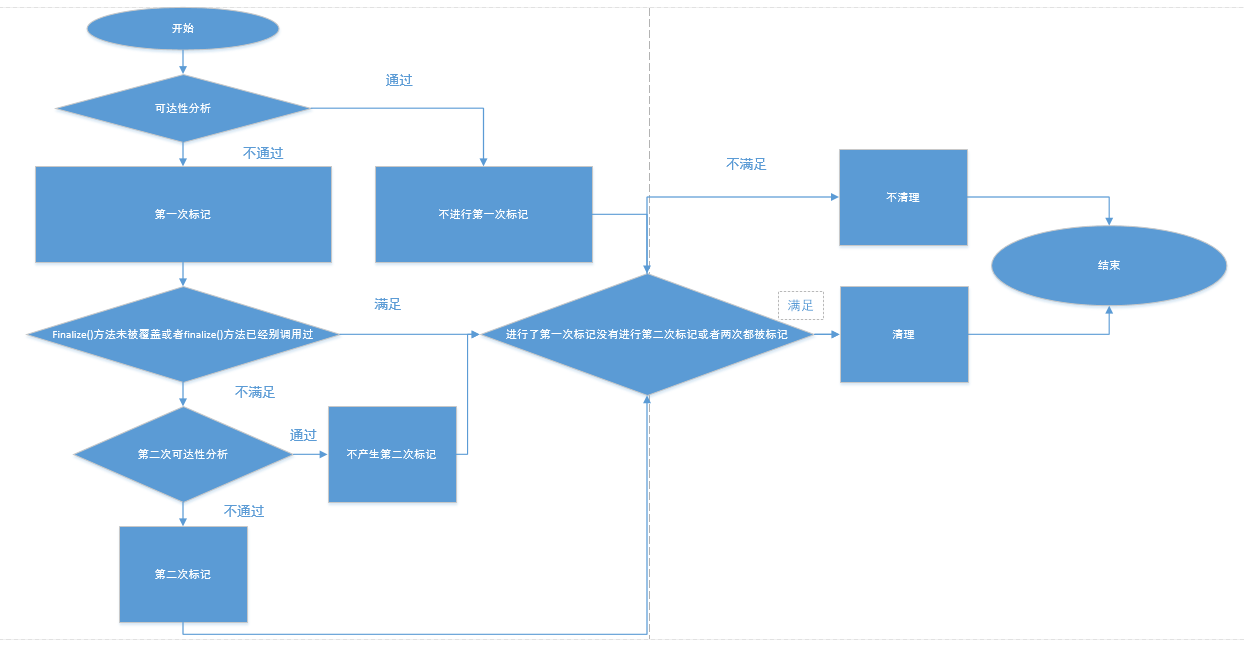 开始
通过
可达性分析
不通过
不满足
第一次标记
不进行第一次标记
不清理
结束
满足
满足
Finalize()方法未被覆盖或者finalize()方法已经别调用过
进行了第一次标记没有进行第二次标记或者两次都被标记
清理
不满足
通过
第二次可达性分析
不产生第二次标记
不通过
第二次标记